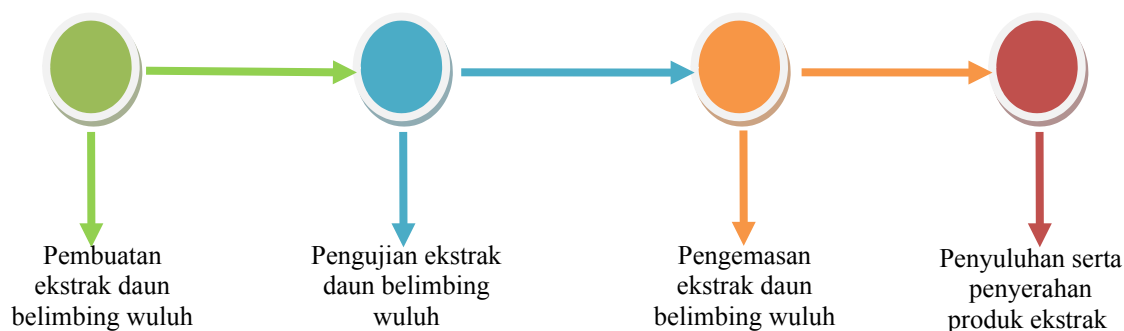 Pembuatan
ekstrak daun
belimbing wuluh
Pengujian ekstrak
daun belimbing
wuluh
Pengemasan
ekstrak daun
belimbing wuluh
Penyuluhan serta
penyerahan
produk ekstrak